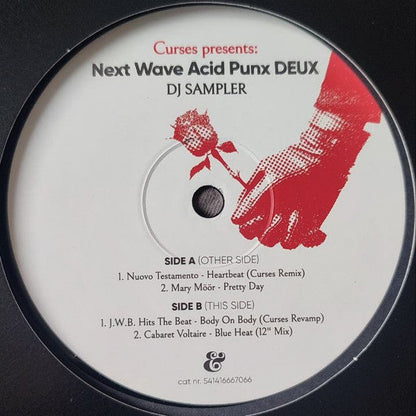 Curses presents:
Next Wave Acid Punx DEUX
DJ SAMPLER
SIDE A (OTHER SIDE)
1. Nuovo Testamento - Heartbeat (Curses Remix)
2. Mary Möör - Pretty Day
SIDE B (THIS SIDE)
1. J.W.B. Hits The Beat - Body On Body (Curses Revamp)
2. Cabaret Voltaire - Blue Heat (12" Mix)
&
cat nr. 541416667066